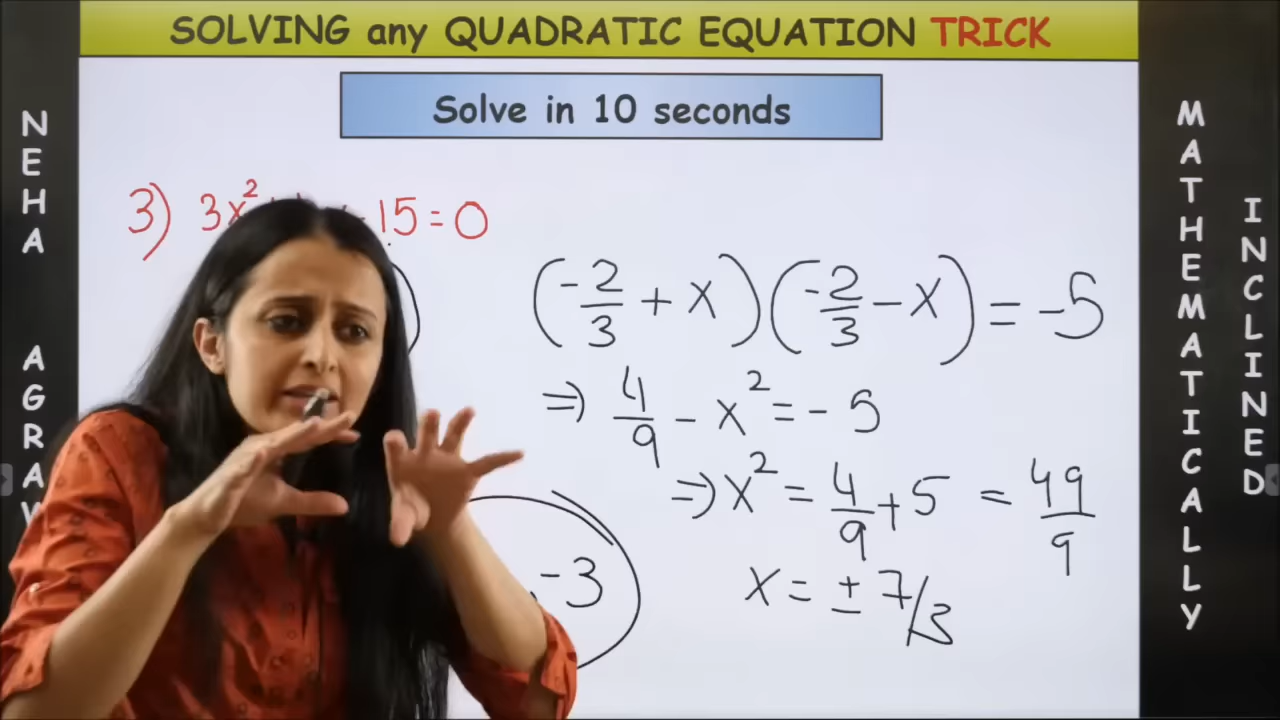 SOLVING any QUADRATIC EQUATION TRICK
Solve in 10 seconds
NEHA
AGRAW
3) 3x² 15=0
(-2/3 + x)(-2/3 - x) = -5
⇒ 4/9 - x² = -5
⇒ x² = 4/9 + 5 = 49/9
x = ± 7/3
-3
MATHEMATICALLY
INCLINED